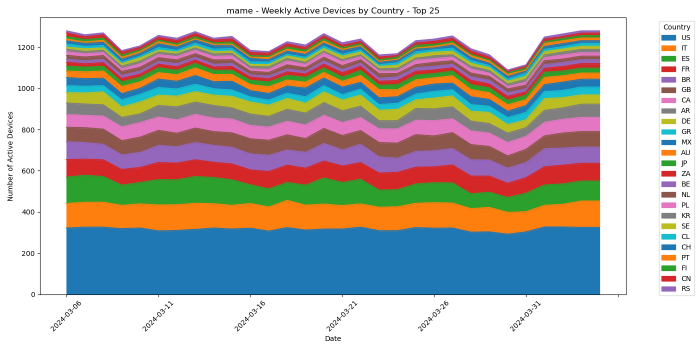 mame - Weekly Active Devices by Country - Top 25
Number of Active Devices
1200
1000
800
600
400
200
0
2024-03-06
2024-03-11
2024-03-16
2024-03-21
2024-03-26
2024-03-31
Date
Country
US
IT
ES
FR
BR
GB
CA
AR
DE
GR
MX
AU
JP
ZA
BE
NL
PL
KR
SE
CL
CH
PT
FI
CN
RS